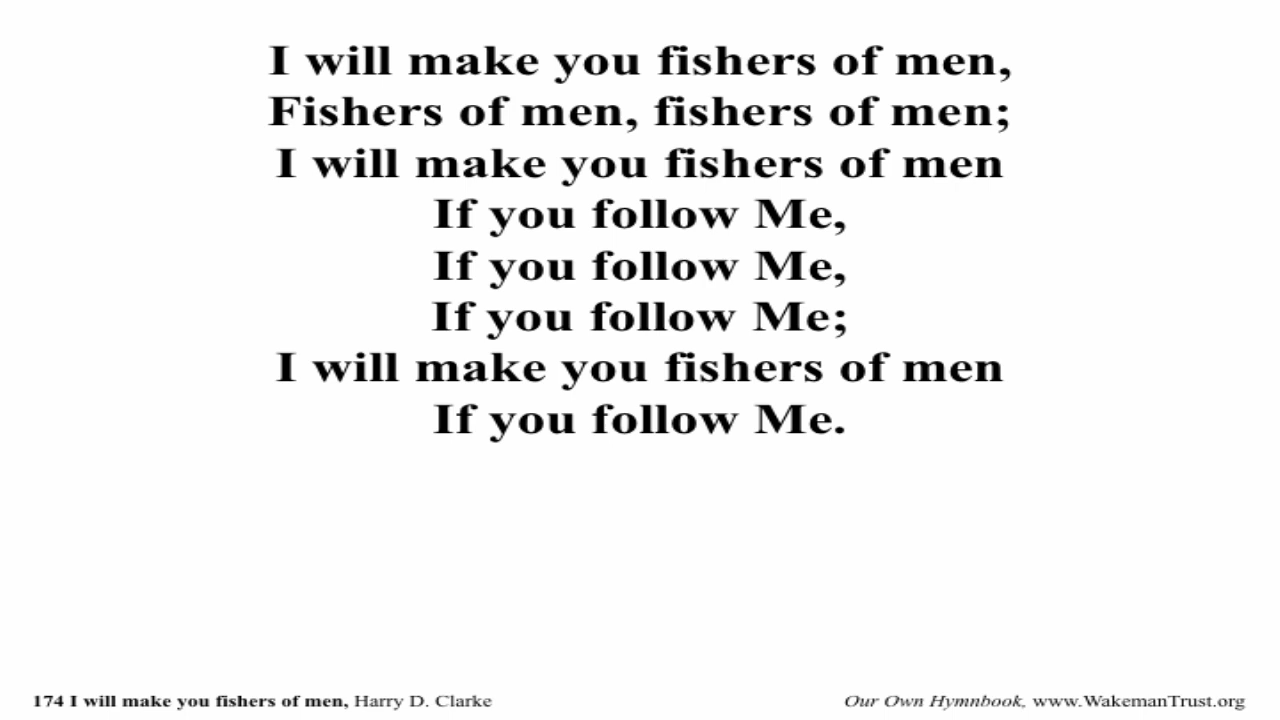 I will make you fishers of men,
Fishers of men, fishers of men;
I will make you fishers of men
If you follow Me,
If you follow Me,
If you follow Me;
I will make you fishers of men
If you follow Me.
174 I will make you fishers of men, Harry D. Clarke
Our Own Hymnbook, www.WakemanTrust.org